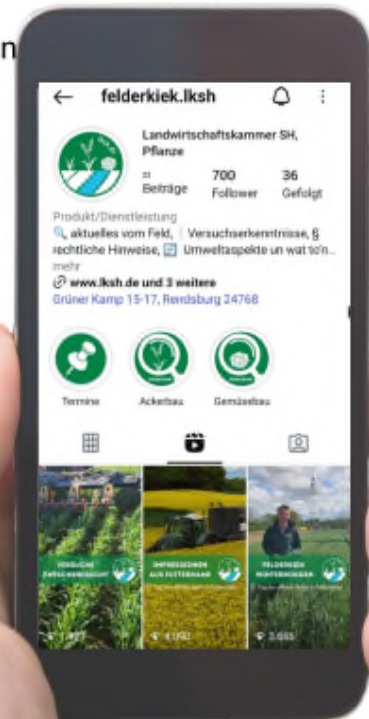 n
felderkiek.lksh
Landwirtschaftskammer SH,
Pflanze
700 36
Beiträge Follower Gefolgt
Produkt/Dienstleistung
aktuelles vom Feld, Versuchserkenntnisse, §
rechtliche Hinweise, Umweltaspekte un wat to'n...
mehr
www.lksh.de und 3 weitere
Grüner Kamp 15-17, Rendsburg 24768
Termine Ackerbau Gemüsebau
ZWISCHENFRUCHT
IMPRESSIONEN
AUS FUTTERKAMP
FELDERKIEK